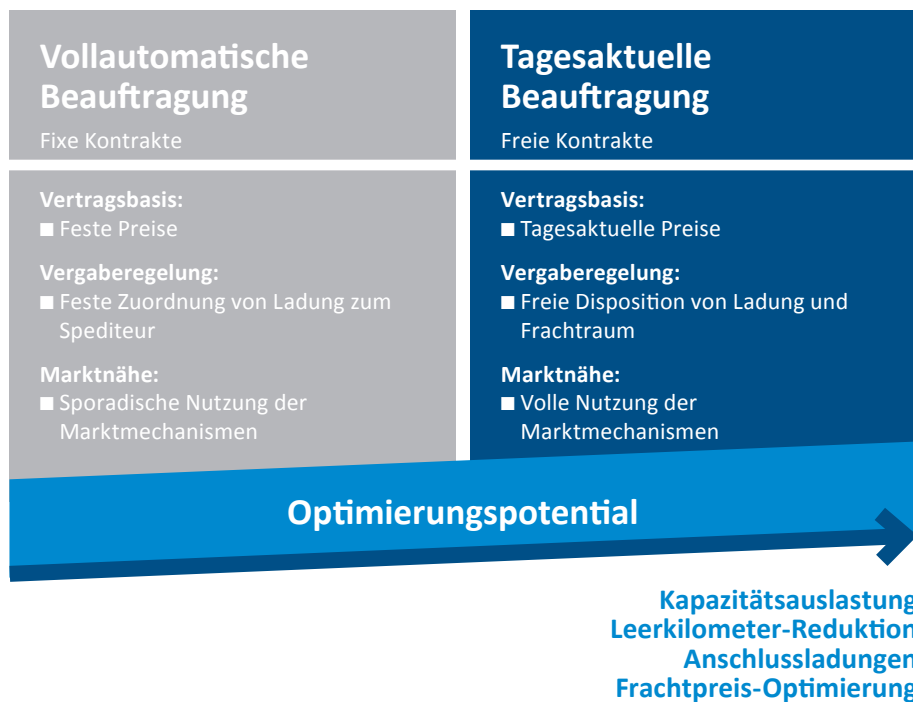 Vollautomatische
Beauftragung
Fixe Kontrakte
Vertragsbasis:
■ Feste Preise
Vergaberegelung:
■ Feste Zuordnung von Ladung zum
Spediteur
Marktnähe:
■ Sporadische Nutzung der
Marktmechanismen
Tagesaktuelle
Beauftragung
Freie Kontrakte
Vertragsbasis:
■ Tagesaktuelle Preise
Vergaberegelung:
■ Freie Disposition von Ladung und
Frachtraum
Marktnähe:
■ Volle Nutzung der
Marktmechanismen
Optimierungspotential
Kapazitätsauslastung
Leerkilometer-Reduktion
Anschlussladungen
Frachtpreis-Optimierung